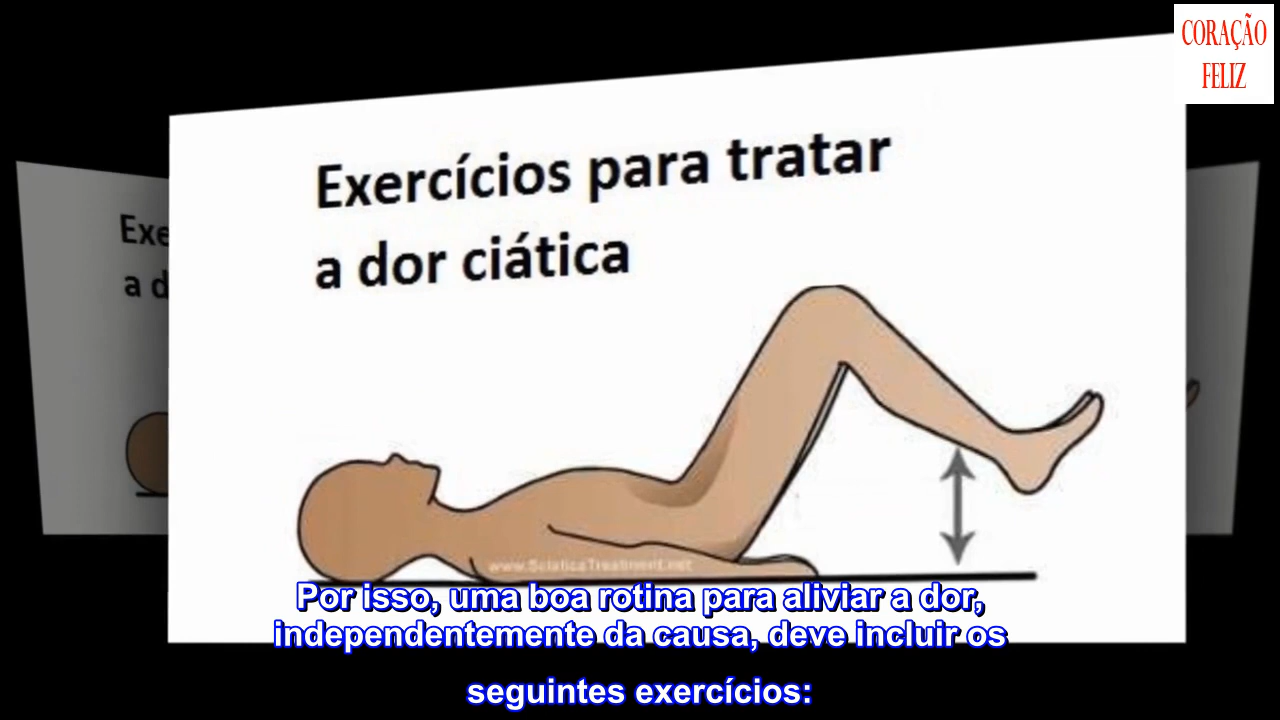 CORAÇÃO
FELIZ
Exercícios para tratar
a dor ciática
Exe
a d
www.SciaticaTreatment.net
Por isso, uma boa rotina para aliviar a dor,
independentemente da causa, deve incluir os
seguintes exercícios: